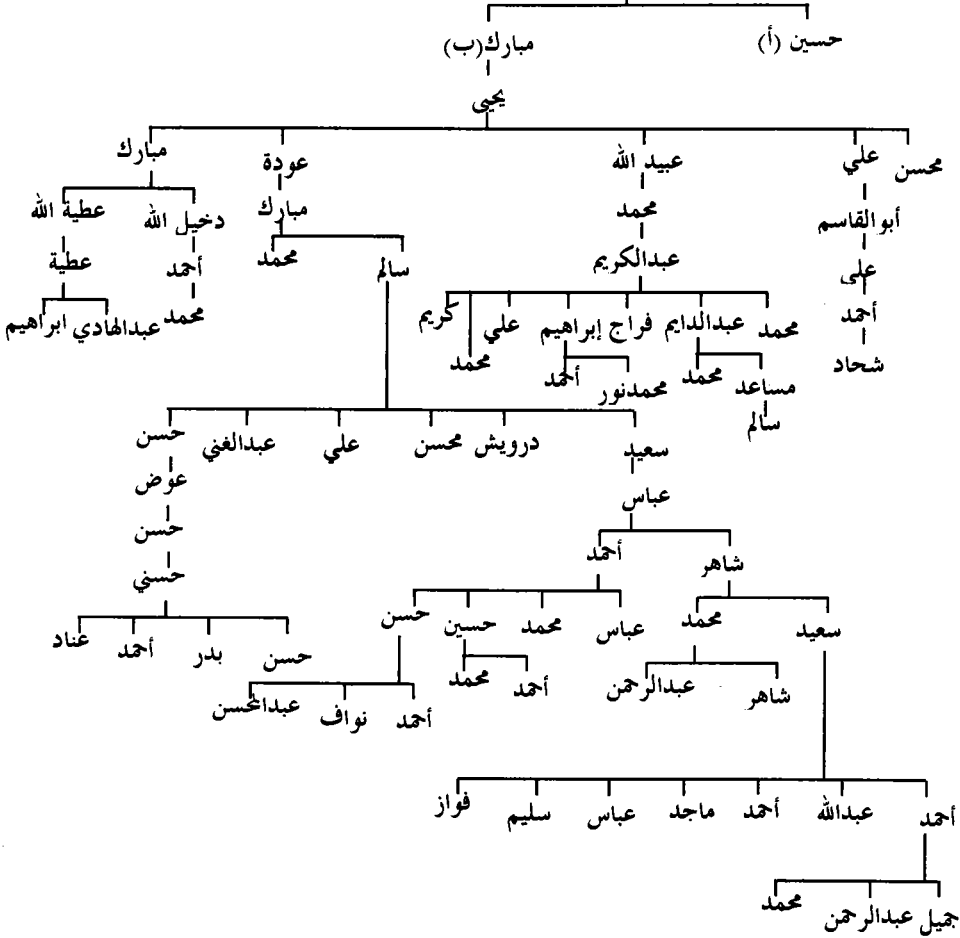 حسين (أ) مبارك (ب)
يحيى
محسن علي عبيد الله عودة مبارك
أبو القاسم محمد مبارك دخيل الله عطية الله
على عبدالكريم سالم محمد أحمد عطية
أحمد محمد عبدالدايم فراج إبراهيم علي محمد كريم محمد عبدالهادي ابراهيم
شحاد مساعد محمد محمدنور أحمد
سالم
سعيد درويش محسن علي عبدالغني حسن
عباس عوض
شاهر أحمد حسن
حسني
سعيد محمد عباس محمد حسين حسن حسن بدر أحمد عناد
شاهر عبدالرحمن أحمد محمد أحمد نواف عبدالمحسن
أحمد عبدالله أحمد ماجد عباس سليم فواز
جميل عبدالرحمن محمد